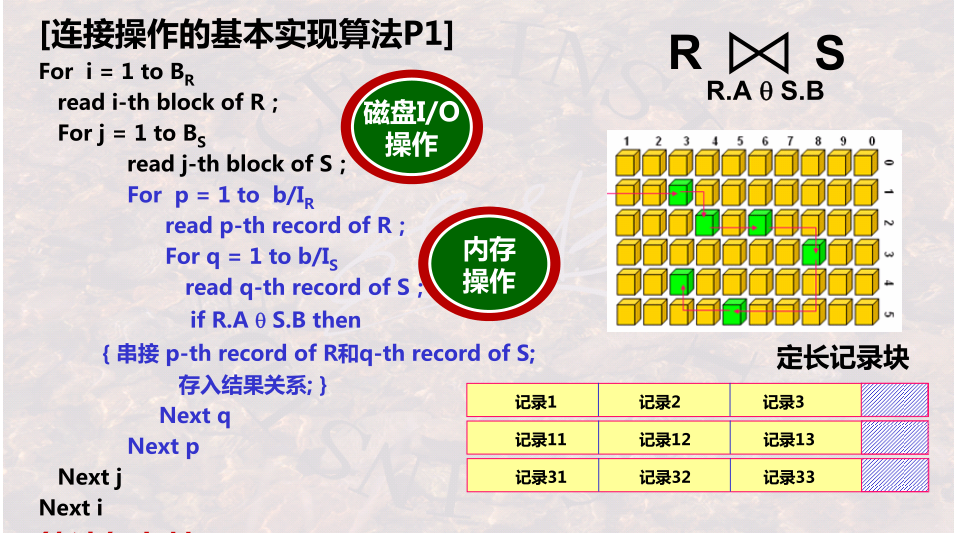 [连接操作的基本实现算法P1]
For i = 1 to BR
read i-th block of R ;
For j = 1 to BS
read j-th block of S ;
For p = 1 to b/IR
read p-th record of R ;
For q = 1 to b/IS
read q-th record of S ;
if R.A θ S.B then
{ 串接 p-th record of R和q-th record of S;
存入结果关系; }
Next q
Next p
Next j
Next i
磁盘I/O
操作
内存
操作
R ⋈ S
R.A θ S.B
1 2 3 4 5 6 7 8 9 0
0
1
2
3
4
5
定长记录块
记录1 记录2 记录3
记录11 记录12 记录13
记录31 记录32 记录33